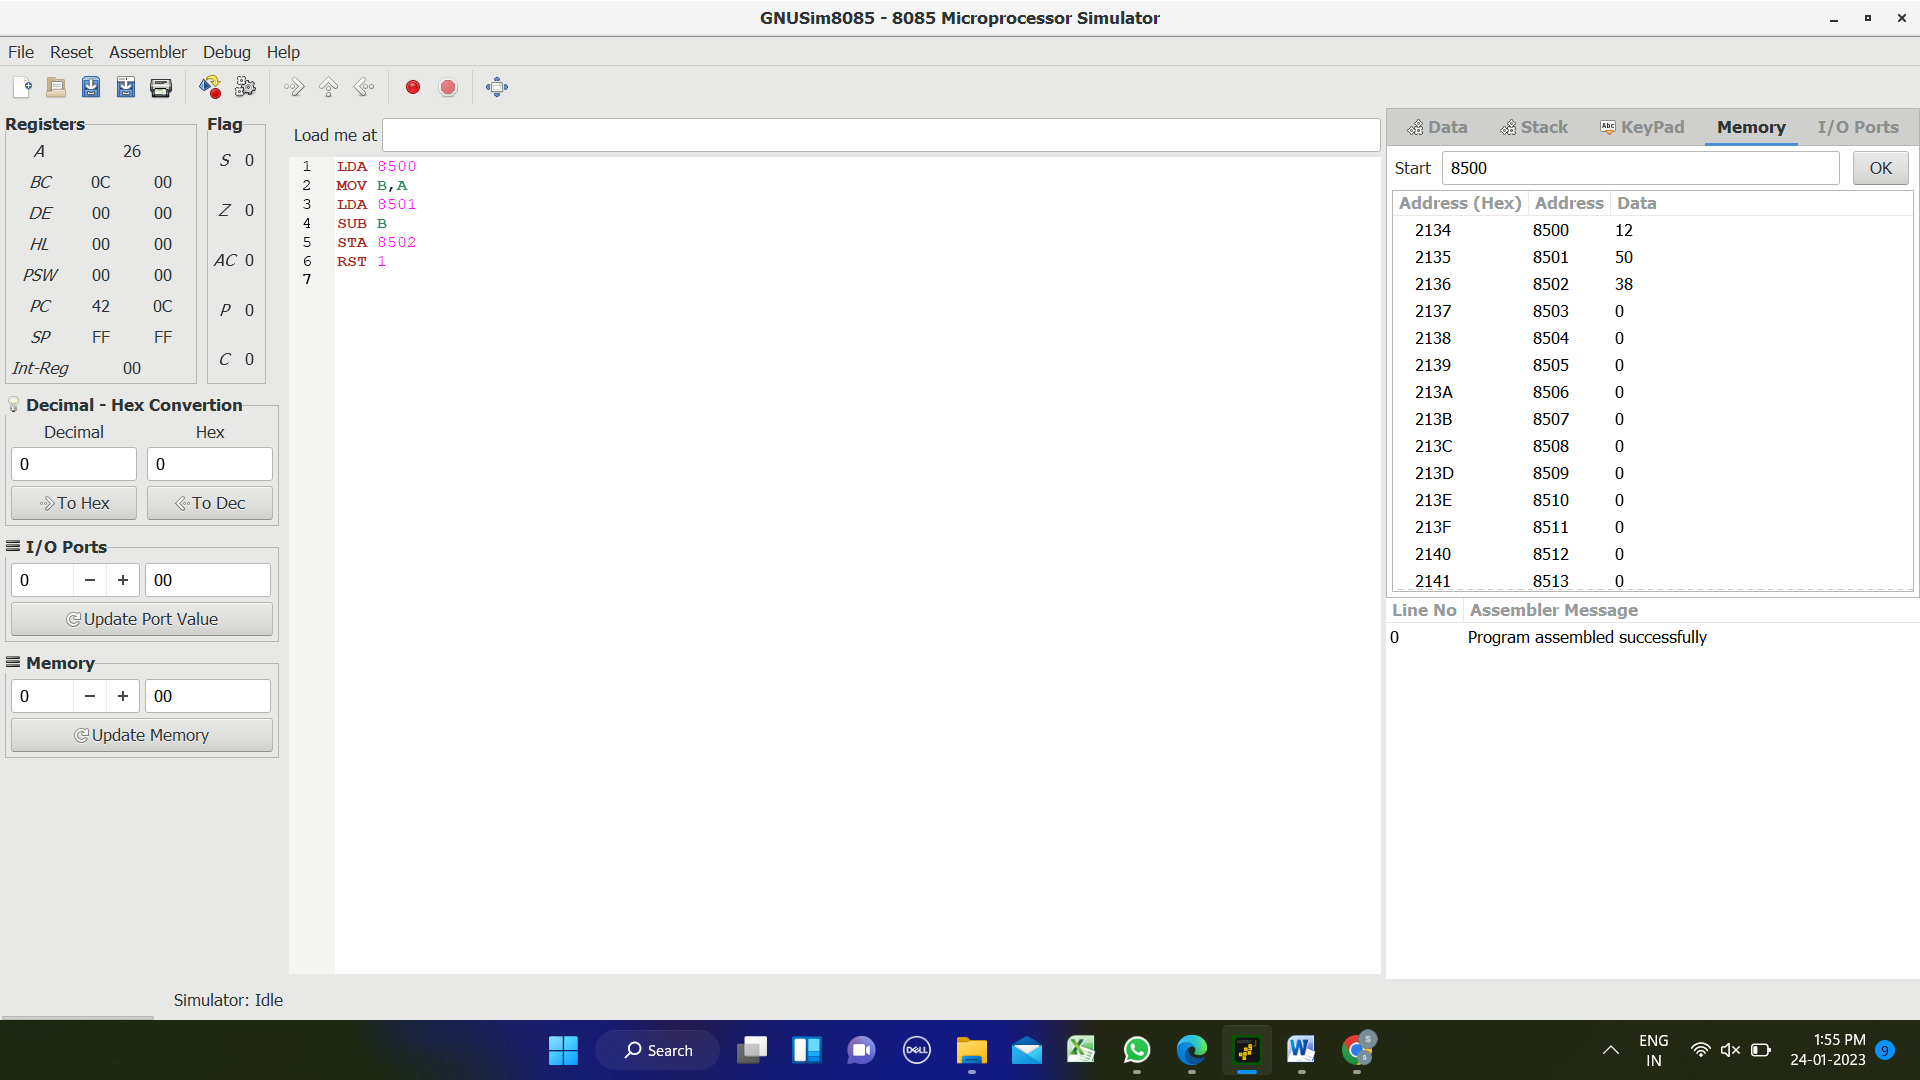 GNUSim8085 - 8085 Microprocessor Simulator
File Reset Assembler Debug Help
Registers
A 26
BC 0C 00
DE 00 00
HL 00 00
PSW 00 00
PC 42 0C
SP FF FF
Int-Reg 00
Flag
S 0
Z 0
AC 0
P 0
C 0
Decimal - Hex Convertion
Decimal Hex
0 0
To Hex To Dec
I/O Ports
0 − + 00
Update Port Value
Memory
0 − + 00
Update Memory
Load me at
1 LDA 8500
2 MOV B,A
3 LDA 8501
4 SUB B
5 STA 8502
6 RST 1
7
Data Stack Abc KeyPad Memory I/O Ports
Start 8500 OK
Address (Hex) Address Data
2134 8500 12
2135 8501 50
2136 8502 38
2137 8503 0
2138 8504 0
2139 8505 0
213A 8506 0
213B 8507 0
213C 8508 0
213D 8509 0
213E 8510 0
213F 8511 0
2140 8512 0
2141 8513 0
Line No Assembler Message
0 Program assembled successfully
Simulator: Idle
Search
DELL
W
S
S
ENG
IN
1:55 PM
24-01-2023
9